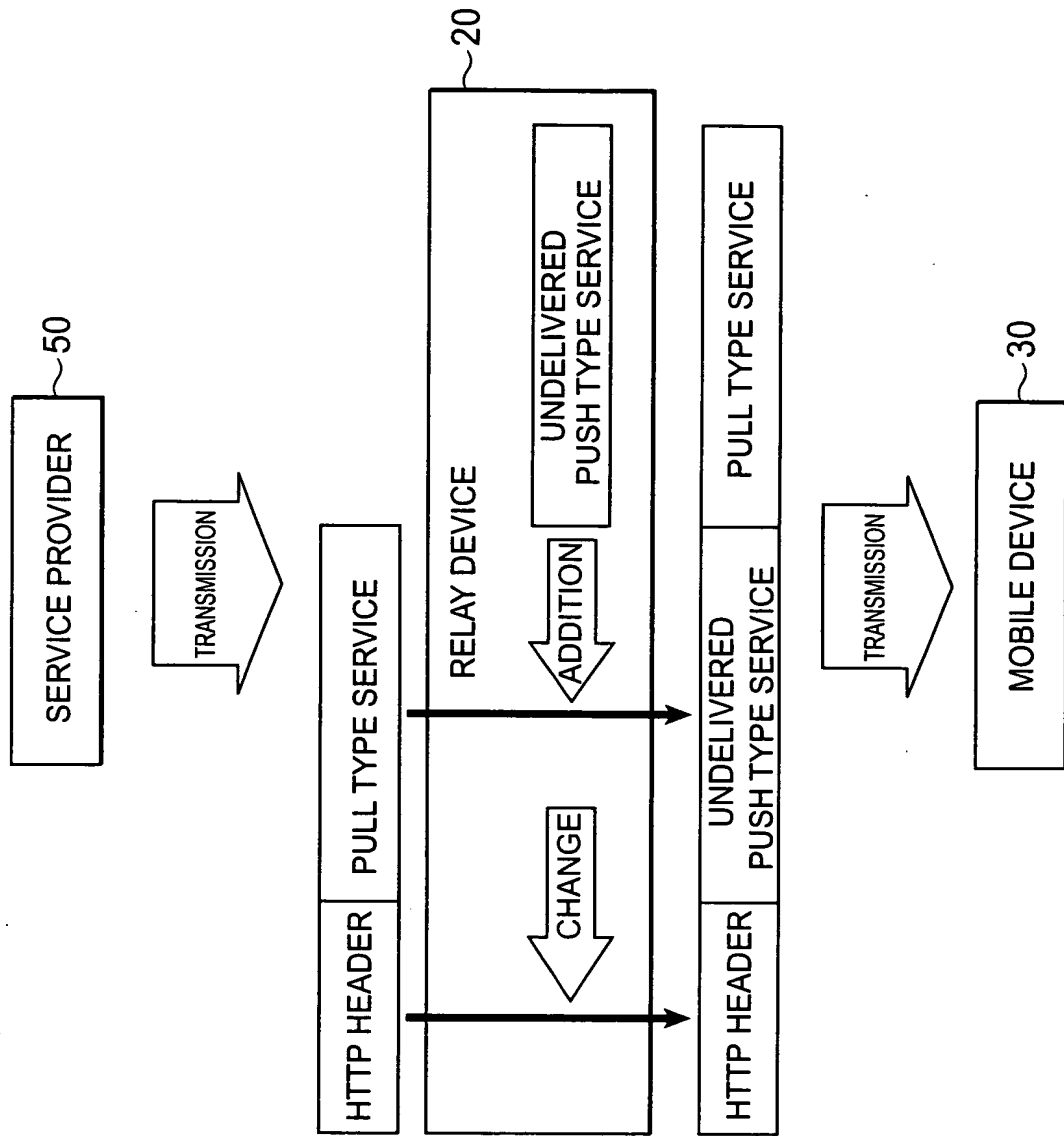 SERVICE PROVIDER
50
TRANSMISSION
HTTP HEADER
PULL TYPE SERVICE
20
RELAY DEVICE
CHANGE
ADDITION
UNDELIVERED
PUSH TYPE SERVICE
HTTP HEADER
UNDELIVERED
PUSH TYPE SERVICE
PULL TYPE SERVICE
TRANSMISSION
MOBILE DEVICE
30